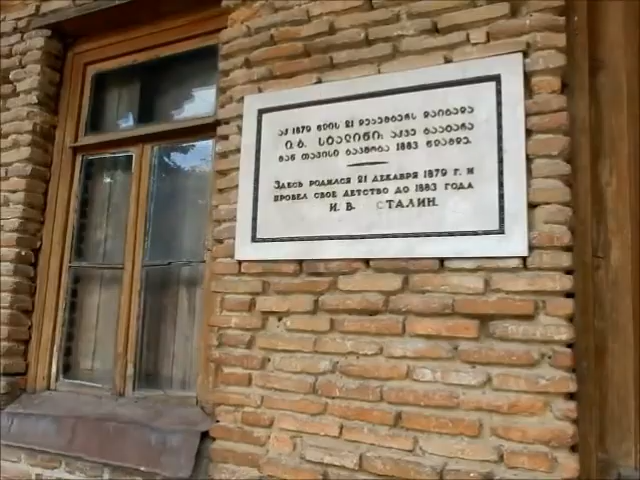 აქ 1879 წლის 21 დეკემბერს დაიბადა
ი. ბ. სტალინი; აქვე გაატარა
მან თავისი ბავშობა 1883 წლამდე.
ЗДЕСЬ РОДИЛСЯ 21 ДЕКАБРЯ 1879 Г. И
ПРОВЕЛ СВОЕ ДЕТСТВО ДО 1883 ГОДА
И. В. СТАЛИН.